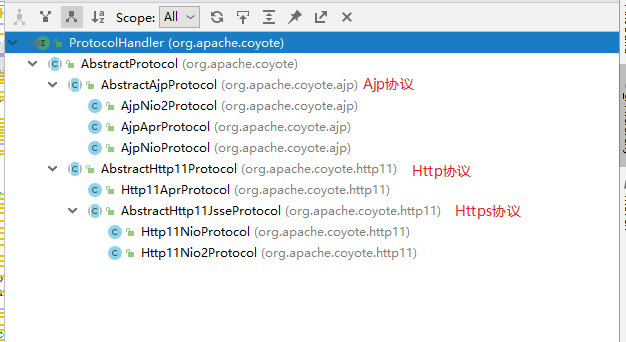 Scope: All
ProtocolHandler (org.apache.coyote)
AbstractProtocol (org.apache.coyote)
AbstractAjpProtocol (org.apache.coyote.ajp) Ajp协议
AjpNio2Protocol (org.apache.coyote.ajp)
AjpAprProtocol (org.apache.coyote.ajp)
AjpNioProtocol (org.apache.coyote.ajp)
AbstractHttp11Protocol (org.apache.coyote.http11) Http协议
Http11AprProtocol (org.apache.coyote.http11)
AbstractHttp11JsseProtocol (org.apache.coyote.http11) Https协议
Http11NioProtocol (org.apache.coyote.http11)
Http11Nio2Protocol (org.apache.coyote.http11)